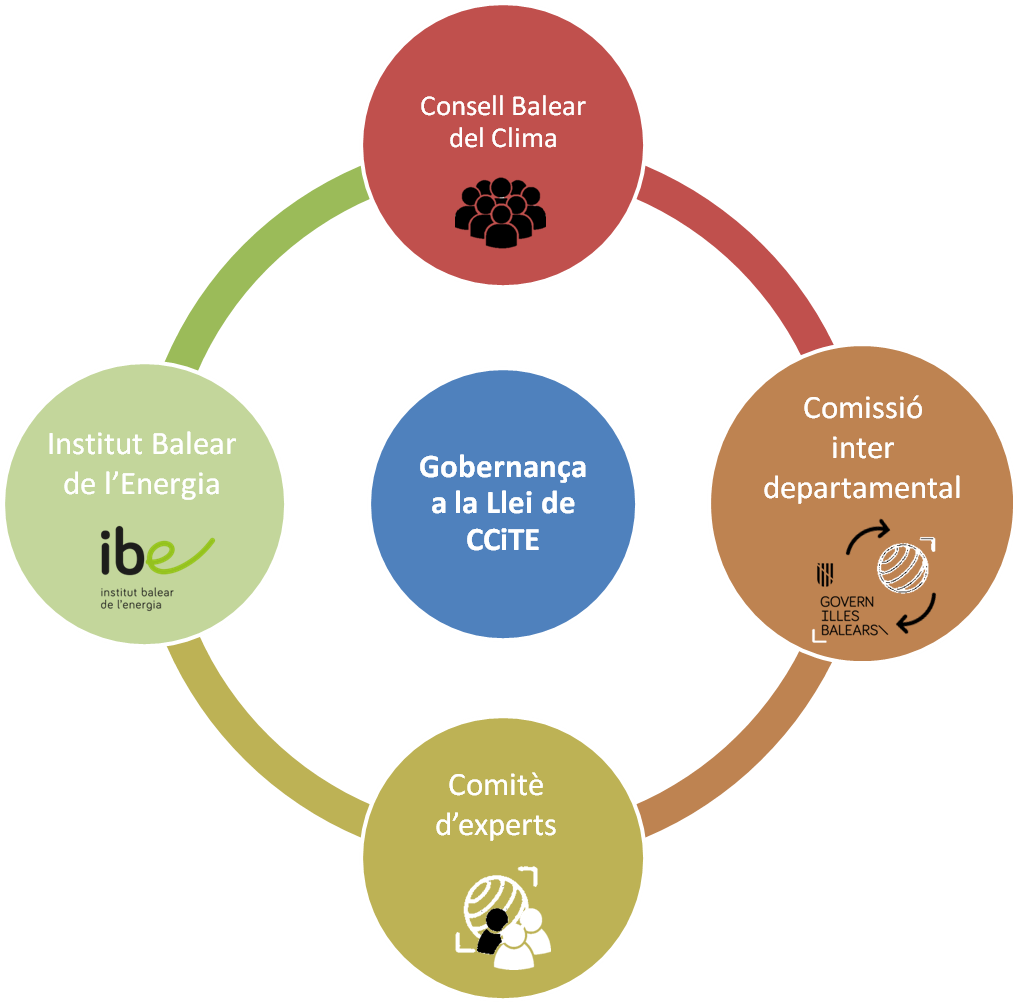 Consell Balear
del Clima
Institut Balear
de l'Energia
ibe
institut balear
de l'energia
Gobernança
a la Llei de
CCiTE
Comissió
inter
departamental
GOVERN
ILLES
BALEARS\
Comitè
d'experts